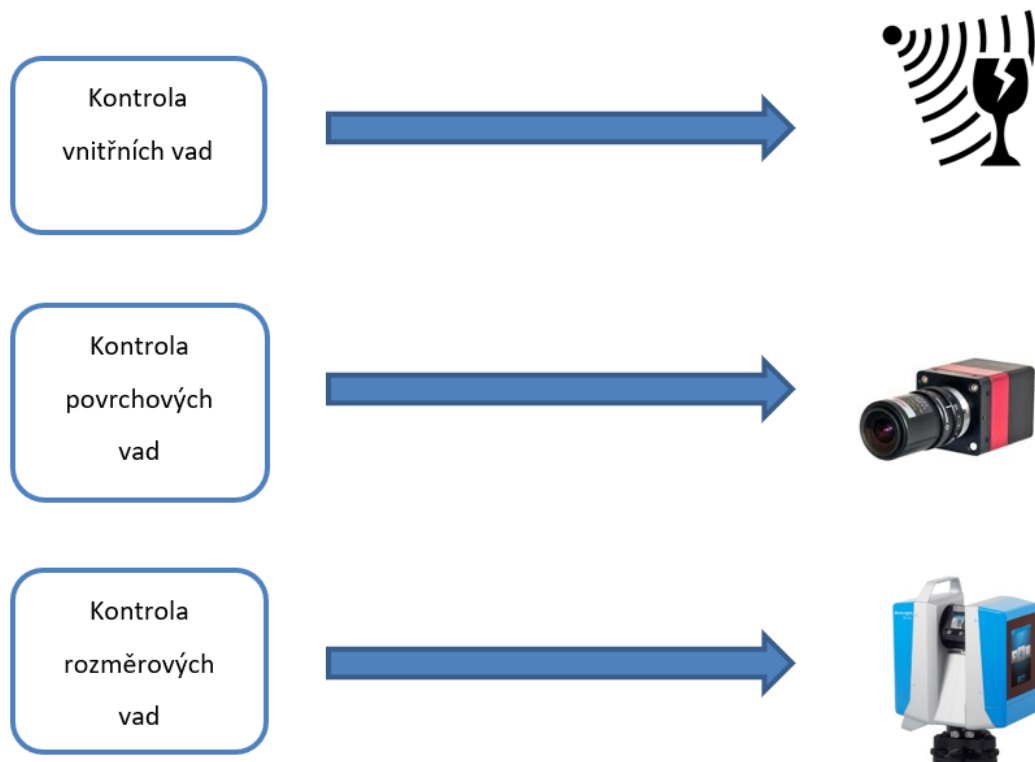 Kontrola
vnitřních vad
Kontrola
povrchových
vad
Kontrola
rozměrových
vad